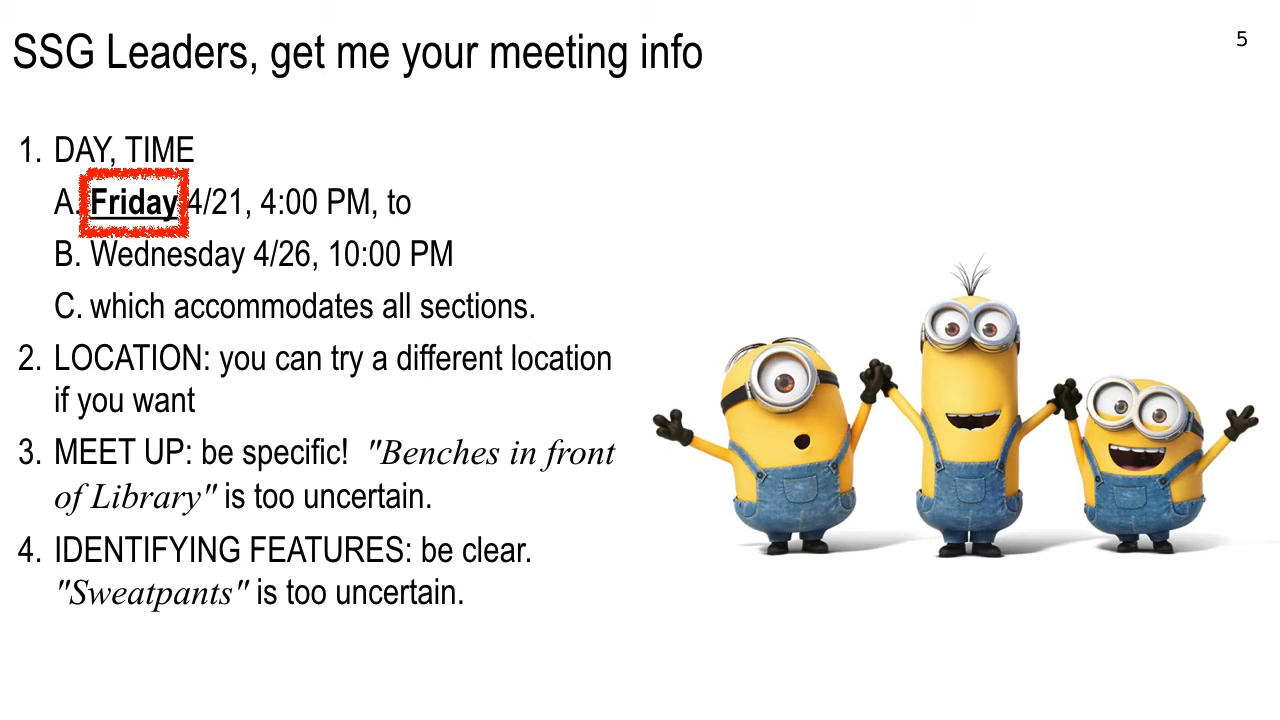 SSG Leaders, get me your meeting info
5
1. DAY, TIME
A. Friday 4/21, 4:00 PM, to
B. Wednesday 4/26, 10:00 PM
C. which accommodates all sections.
2. LOCATION: you can try a different location
if you want
3. MEET UP: be specific! "Benches in front
of Library" is too uncertain.
4. IDENTIFYING FEATURES: be clear.
"Sweatpants" is too uncertain.